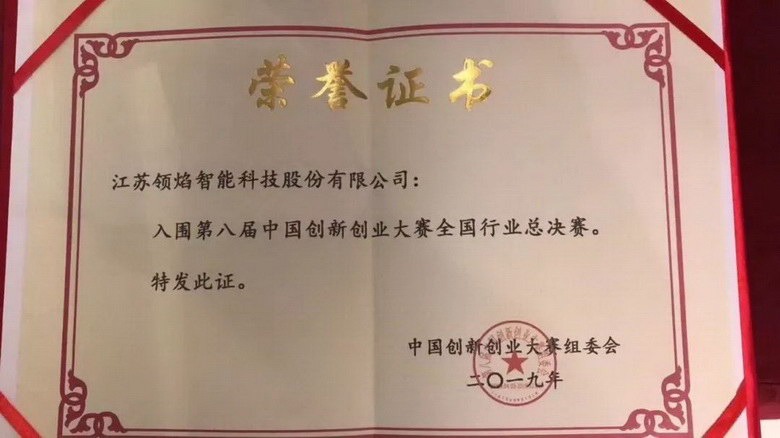 荣誉证书
江苏领焰智能科技股份有限公司：
入围第八届中国创新创业大赛全国行业总决赛。
特发此证。
中国创新创业大赛组委会
二〇一九年